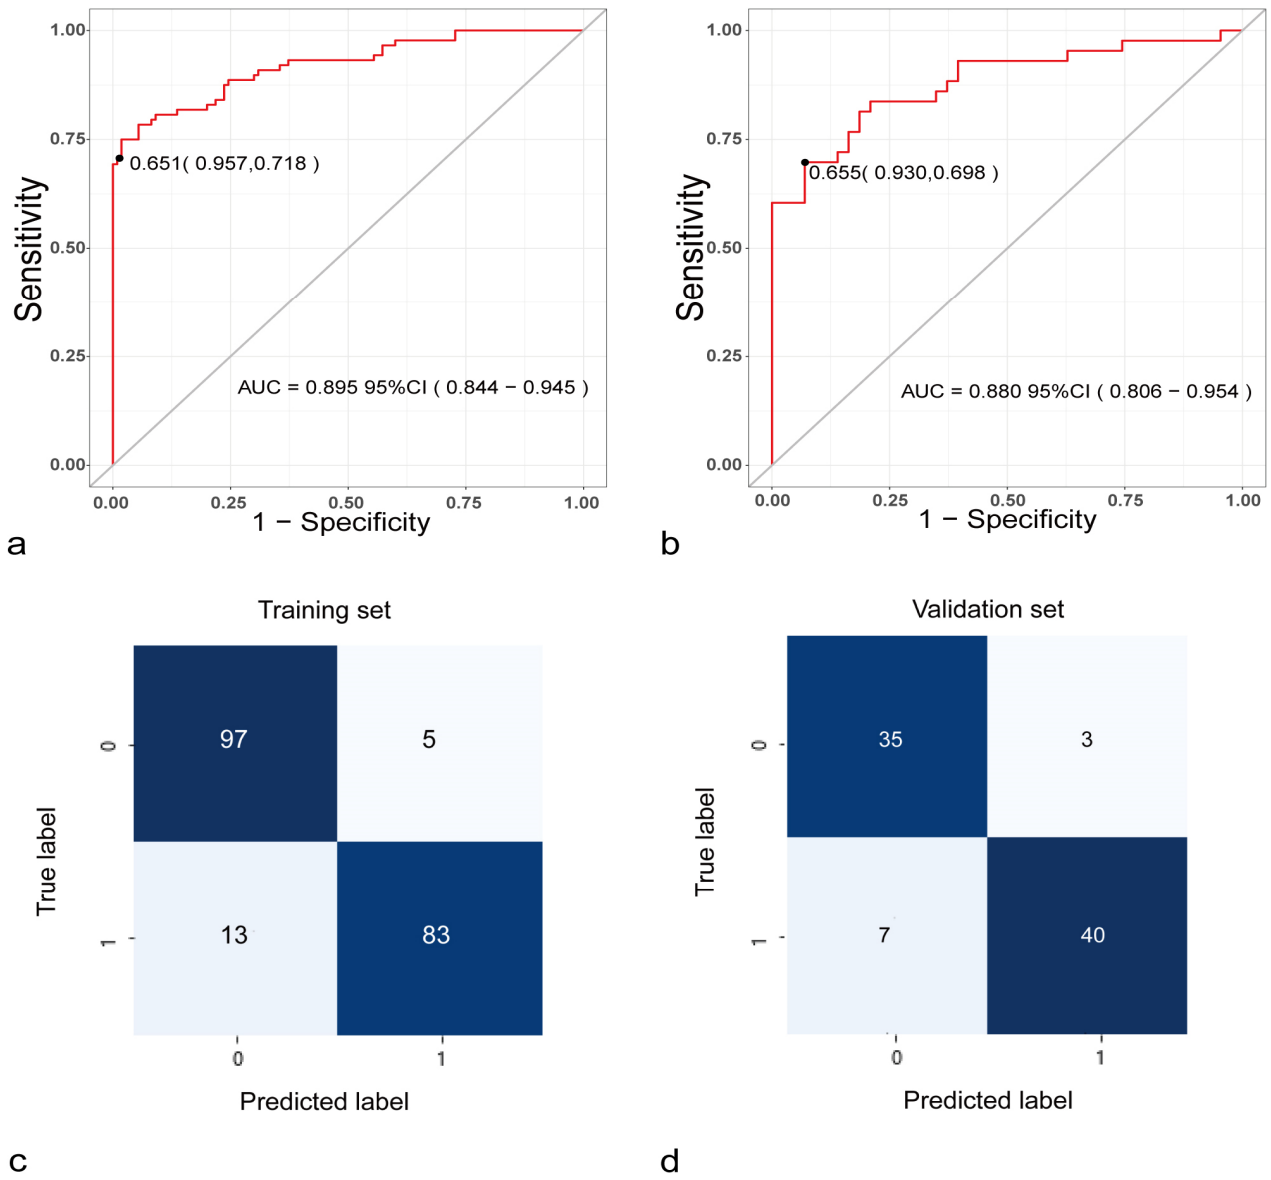 1.00
0.75
0.50
0.25
0.00
Sensitivity
0.651( 0.957,0.718 )
AUC = 0.895 95%CI ( 0.844 − 0.945 )
0.00 0.25 0.50 0.75 1.00
1 − Specificity
a
1.00
0.75
0.50
0.25
0.00
Sensitivity
0.655( 0.930,0.698 )
AUC = 0.880 95%CI ( 0.806 − 0.954 )
0.00 0.25 0.50 0.75 1.00
1 − Specificity
b
Training set
True label
0
97 5
1
13 83
0 1
Predicted label
c
Validation set
True label
0
35 3
1
7 40
0 1
Predicted label
d